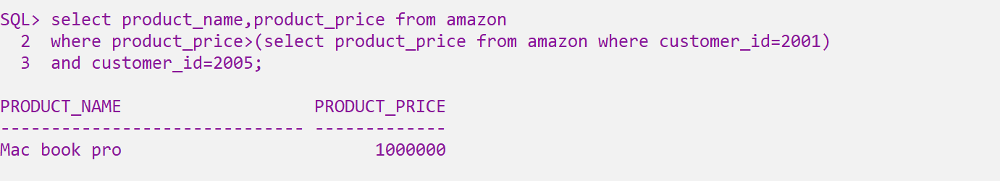 SQL> select product_name,product_price from amazon
  2  where product_price>(select product_price from amazon where customer_id=2001)
  3  and customer_id=2005;
PRODUCT_NAME                   PRODUCT_PRICE
------------------------------ -------------
Mac book pro                         1000000